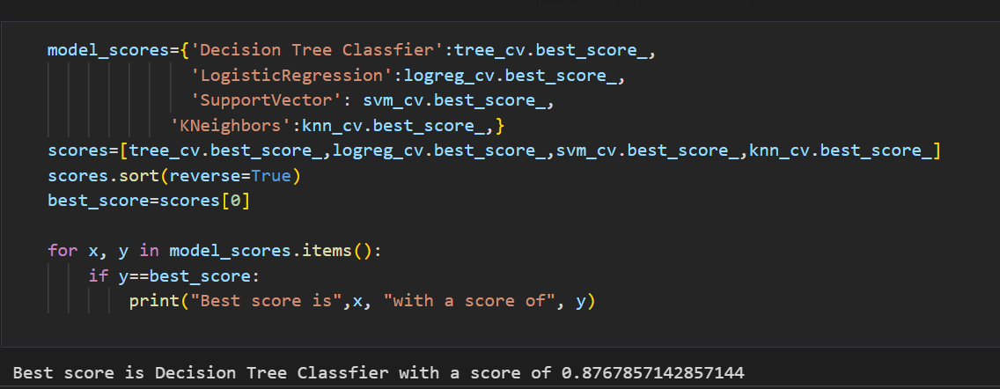 model_scores={'Decision Tree Classfier':tree_cv.best_score_,
'LogisticRegression':logreg_cv.best_score_,
'SupportVector': svm_cv.best_score_,
'KNeighbors':knn_cv.best_score_,}
scores=[tree_cv.best_score_,logreg_cv.best_score_,svm_cv.best_score_,knn_cv.best_score_]
scores.sort(reverse=True)
best_score=scores[0]
for x, y in model_scores.items():
if y==best_score:
print("Best score is",x, "with a score of", y)
Best score is Decision Tree Classfier with a score of 0.8767857142857144